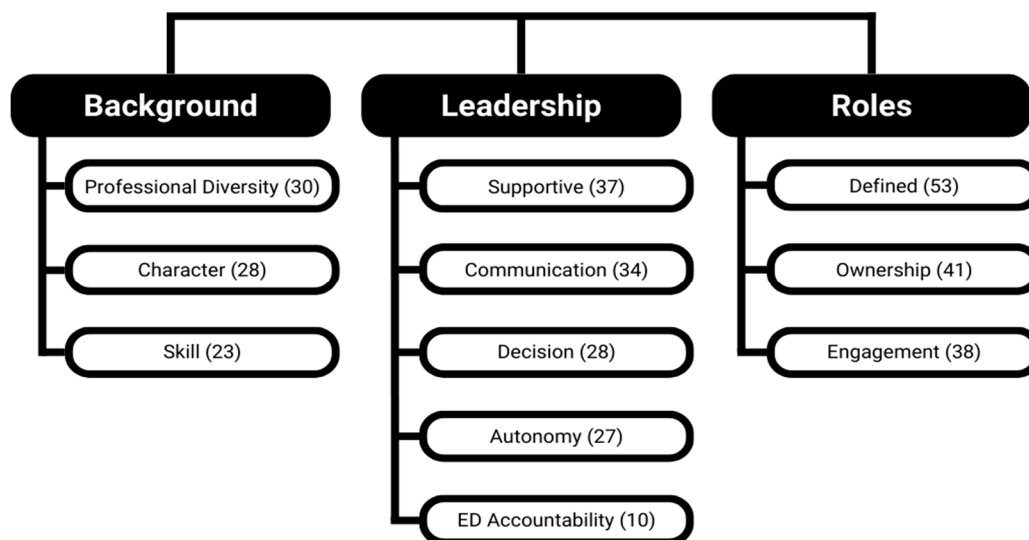 Background
Professional Diversity (30)
Character (28)
Skill (23)
Leadership
Supportive (37)
Communication (34)
Decision (28)
Autonomy (27)
ED Accountability (10)
Roles
Defined (53)
Ownership (41)
Engagement (38)